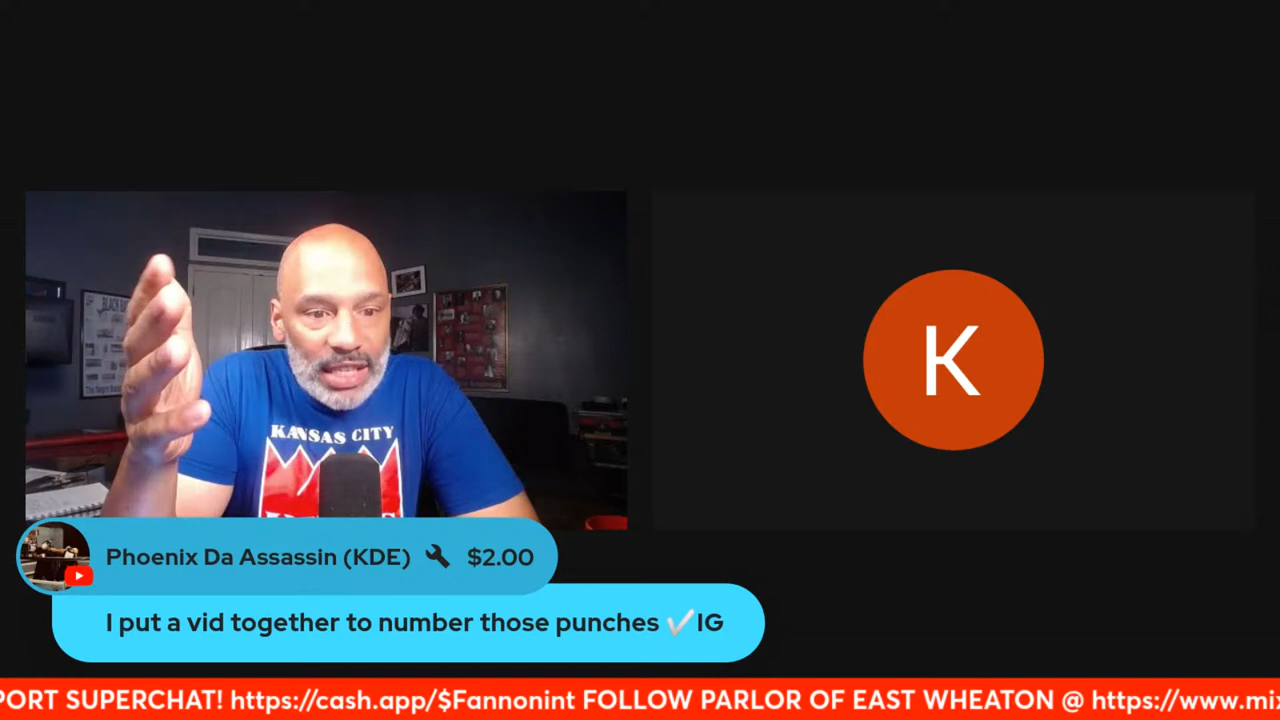 KANSAS CITY
K
Phoenix Da Assassin (KDE) $2.00
I put a vid together to number those punches ✔IG
PORT SUPERCHAT! https://cash.app/$Fannonint FOLLOW PARLOR OF EAST WHEATON @ https://www.mix